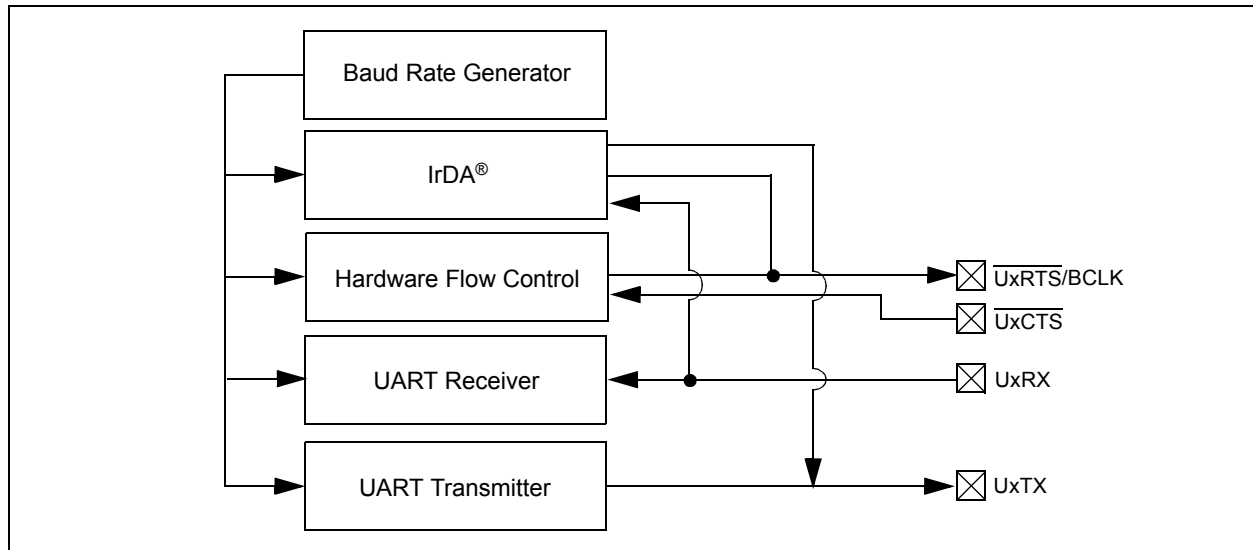 Baud Rate Generator
IrDA®
Hardware Flow Control
UxRTS/BCLK
UxCTS
UART Receiver
UxRX
UART Transmitter
UxTX